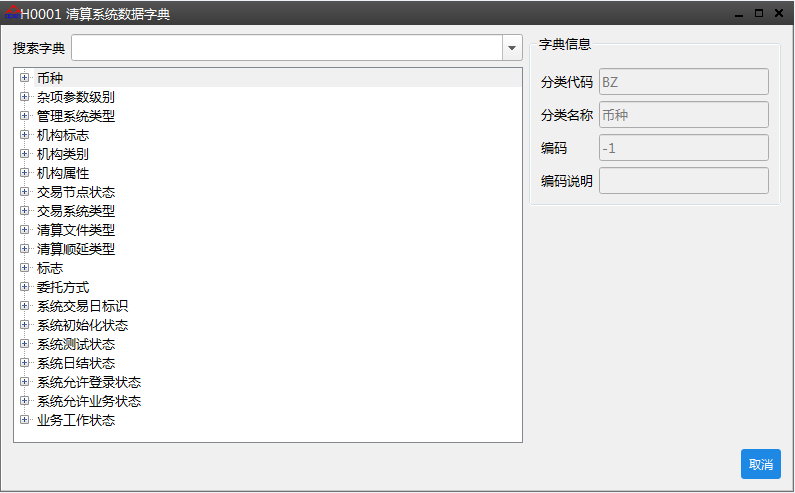 H0001 清算系统数据字典
搜索字典
币种
杂项参数级别
管理系统类型
机构标志
机构类别
机构属性
交易节点状态
交易系统类型
清算文件类型
清算顺延类型
标志
委托方式
系统交易日标识
系统初始化状态
系统测试状态
系统日结状态
系统允许登录状态
系统允许业务状态
业务工作状态
字典信息
分类代码 BZ
分类名称 币种
编码 -1
编码说明
取消